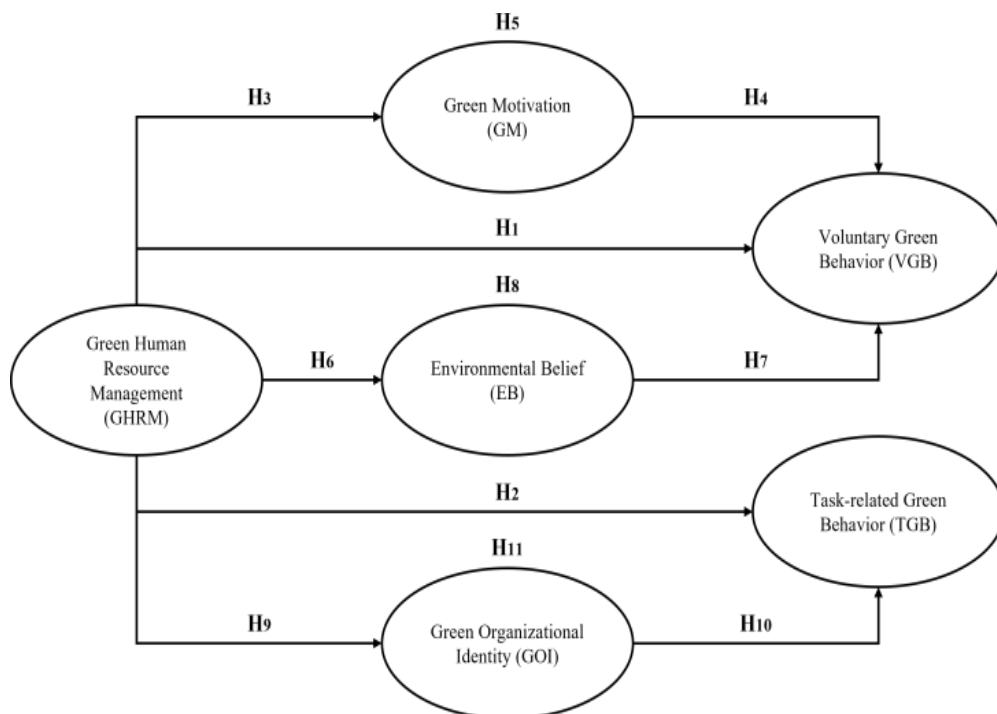 H5
H3
Green Motivation
(GM)
H4
H1
Voluntary Green
Behavior (VGB)
H8
Green Human
Resource
Management
(GHRM)
H6
Environmental Belief
(EB)
H7
H2
Task-related Green
Behavior (TGB)
H11
H9
Green Organizational
Identity (GOI)
H10